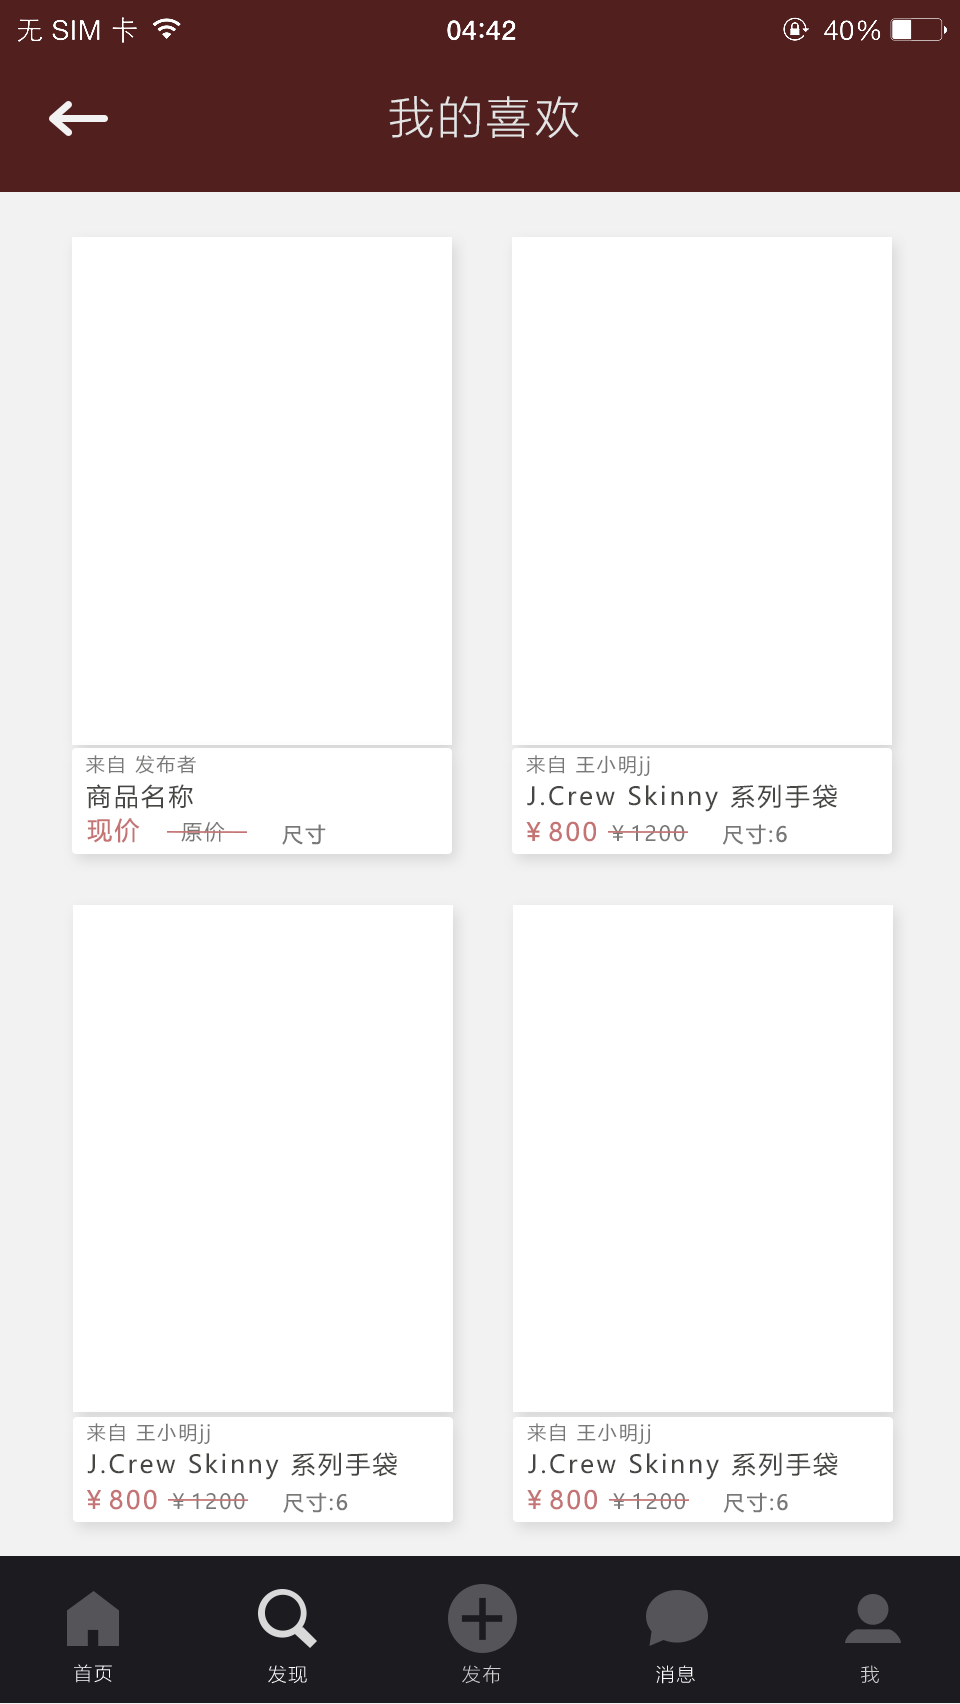 无 SIM 卡 04:42 40%
我的喜欢
来自 发布者
商品名称
现价 原价 尺寸
来自 王小明jj
J.Crew Skinny 系列手袋
¥800 ¥1200 尺寸:6
来自 王小明jj
J.Crew Skinny 系列手袋
¥800 ¥1200 尺寸:6
来自 王小明jj
J.Crew Skinny 系列手袋
¥800 ¥1200 尺寸:6
首页 发现 发布 消息 我